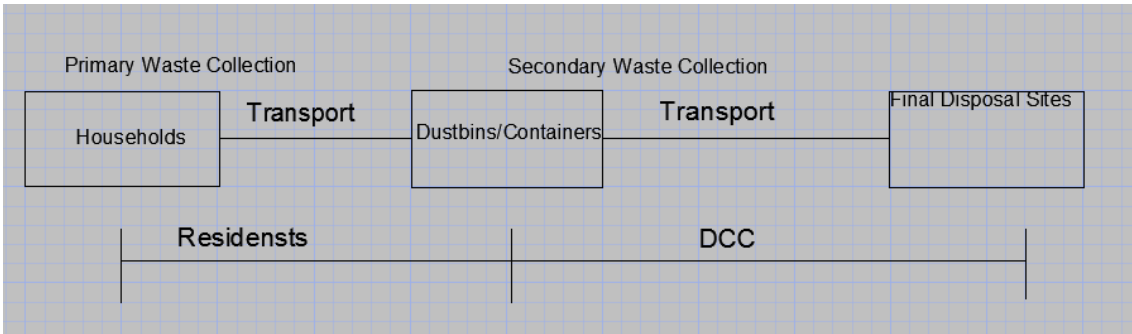 Primary Waste Collection
Secondary Waste Collection
Households
Transport
Dustbins/Containers
Transport
Final Disposal Sites
Residensts
DCC